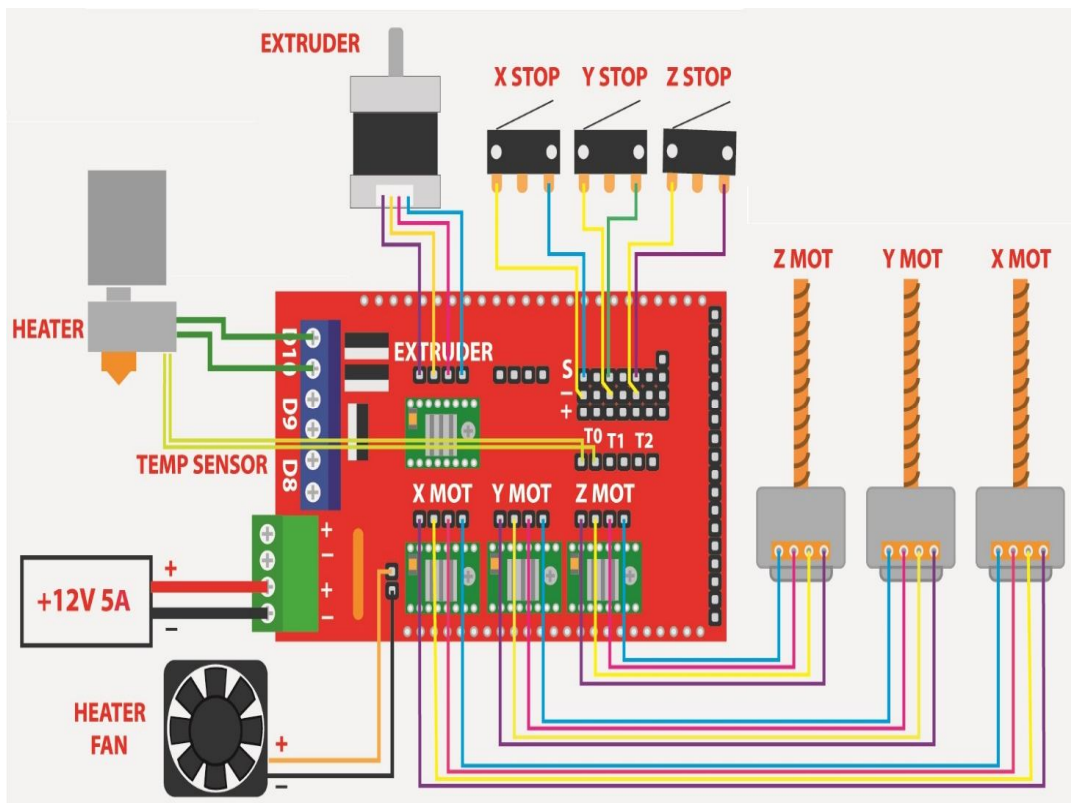 EXTRUDER
X STOP Y STOP Z STOP
Z MOT Y MOT X MOT
HEATER
D10
EXTRUDER
S
–
+
D9
T0 T1 T2
TEMP SENSOR
D8
X MOT Y MOT Z MOT
+
–
+
–
+
+12V 5A
–
HEATER
FAN
+
–